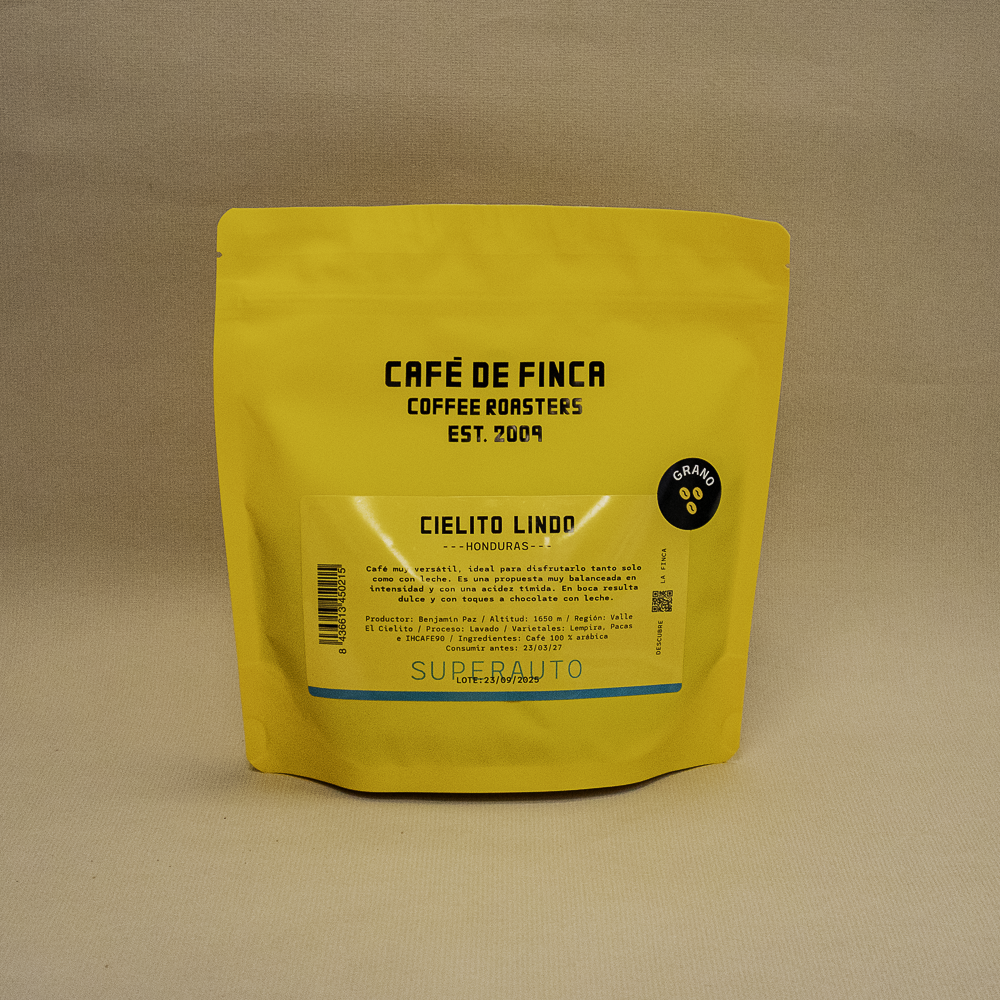 CAFÉ DE FINCA
COFFEE ROASTERS
EST. 2009
GRANO
CIELITO LINDO
---HONDURAS---
Café muy versátil, ideal para disfrutarlo tanto solo
como con leche. Es una propuesta muy balanceada en
intensidad y con una acidez tímida. En boca resulta
dulce y con toques a chocolate con leche.
Productor: Benjamin Paz / Altitud: 1650 m / Región: Valle
El Cielito / Proceso: Lavado / Varietales: Lempira, Pacas
e IHCAFE90 / Ingredientes: Café 100 % arábica
Consumir antes: 23/03/27
SUPERAUTO
LOTE:23/09/2025
8 436613 450215
DESCUBRE LA FINCA